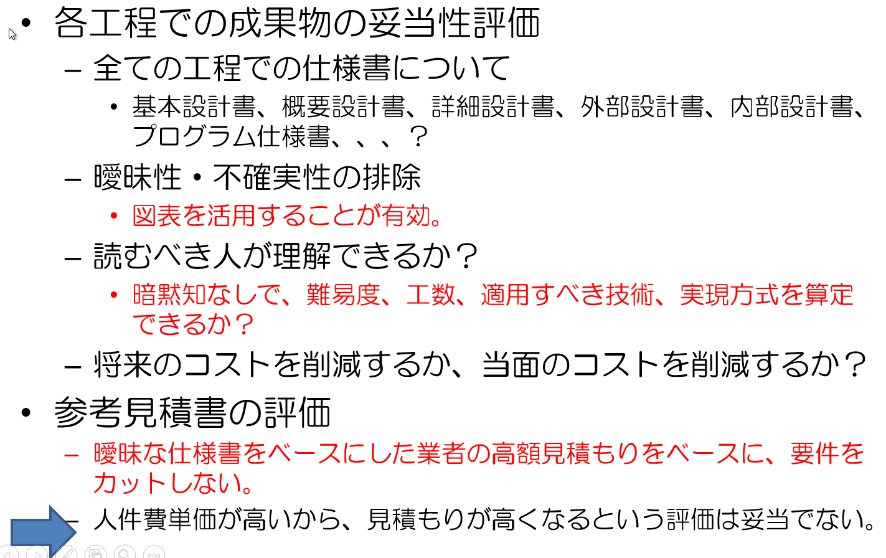 • 各工程での成果物の妥当性評価
– 全ての工程での仕様書について
• 基本設計書、概要設計書、詳細設計書、外部設計書、内部設計書、
プログラム仕様書、、、？
– 曖昧性・不確実性の排除
• 図表を活用することが有効。
– 読むべき人が理解できるか？
• 暗黙知なしで、難易度、工数、適用すべき技術、実現方式を算定
できるか？
– 将来のコストを削減するか、当面のコストを削減するか？
• 参考見積書の評価
– 曖昧な仕様書をベースにした業者の高額見積もりをベースに、要件を
カットしない。
– 人件費単価が高いから、見積もりが高くなるという評価は妥当でない。